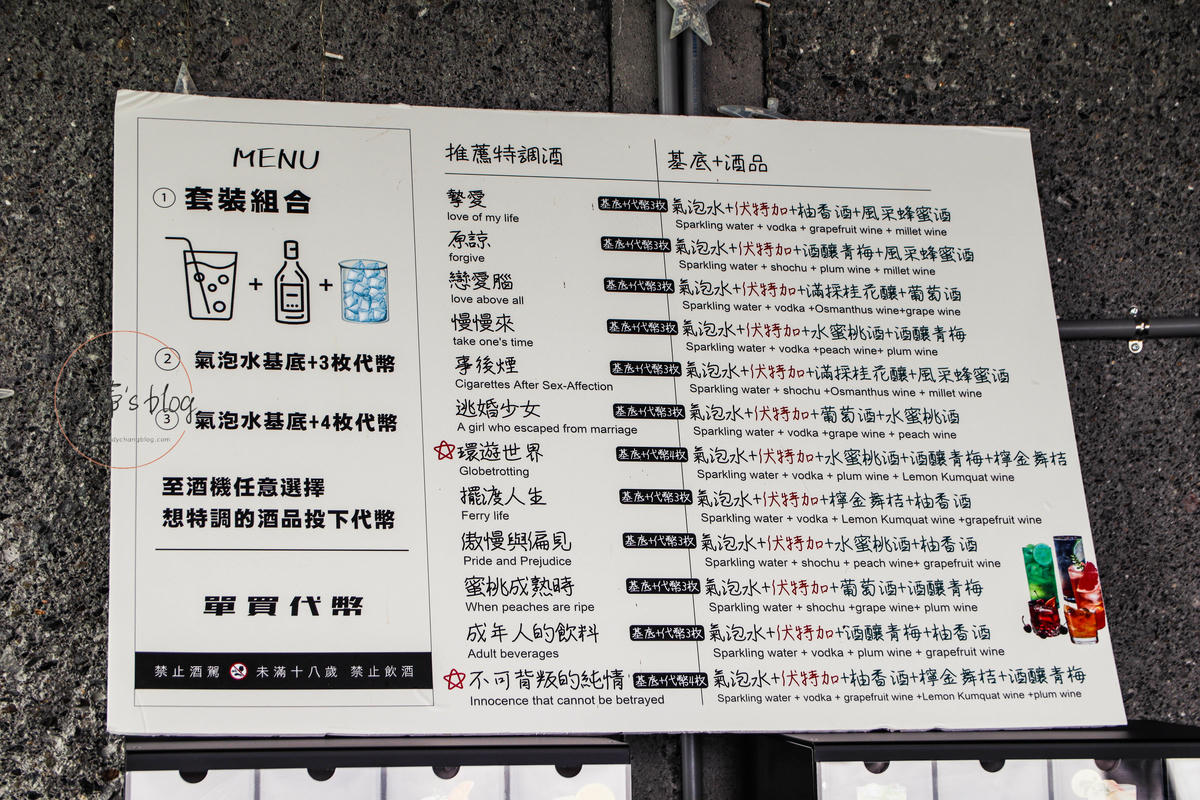 MENU
① 套裝組合
+ +
② 氣泡水基底+3枚代幣
③ 氣泡水基底+4枚代幣
至酒機任意選擇
想特調的酒品投下代幣
單買代幣
禁止酒駕 未滿十八歲 禁止飲酒
's blog
dychangblog.com
推薦特調酒 基底+酒品
摯愛 基底+代幣3枚 氣泡水+伏特加+柚香酒+風采蜂蜜酒
love of my life Sparkling water + vodka + grapefruit wine + millet wine
原諒 基底+代幣3枚 氣泡水+伏特加+酒釀青梅+風采蜂蜜酒
forgive Sparkling water + shochu + plum wine + millet wine
戀愛腦 基底+代幣3枚 氣泡水+伏特加+滿採桂花釀+葡萄酒
love above all Sparkling water + vodka +Osmanthus wine+grape wine
慢慢來 基底+代幣3枚 氣泡水+伏特加+水蜜桃酒+酒釀青梅
take one's time Sparkling water + vodka +peach wine+ plum wine
事後煙 基底+代幣3枚 氣泡水+伏特加+滿採桂花釀+風采蜂蜜酒
Cigarettes After Sex-Affection Sparkling water + shochu +Osmanthus wine + millet wine
逃婚少女 基底+代幣3枚 氣泡水+伏特加+葡萄酒+水蜜桃酒
A girl who escaped from marriage Sparkling water + vodka +grape wine + peach wine
☆環遊世界 基底+代幣4枚 氣泡水+伏特加+水蜜桃酒+酒釀青梅+檸金舞桔
Globetrotting Sparkling water + vodka + plum wine + Lemon Kumquat wine
擺渡人生 基底+代幣3枚 氣泡水+伏特加+檸金舞桔+柚香酒
Ferry life Sparkling water + vodka + Lemon Kumquat wine +grapefruit wine
傲慢與偏見 基底+代幣3枚 氣泡水+伏特加+水蜜桃酒+柚香酒
Pride and Prejudice Sparkling water + shochu + peach wine+ grapefruit wine
蜜桃成熟時 基底+代幣3枚 氣泡水+伏特加+葡萄酒+酒釀青梅
When peaches are ripe Sparkling water + shochu +grape wine+ plum wine
成年人的飲料 基底+代幣3枚 氣泡水+伏特加+酒釀青梅+柚香酒
Adult beverages Sparkling water + vodka + plum wine + grapefruit wine
☆不可背叛的純情 基底+代幣4枚 氣泡水+伏特加+柚香酒+檸金舞桔+酒釀青梅
Innocence that cannot be betrayed Sparkling water + vodka + grapefruit wine +Lemon Kumquat wine +plum wine